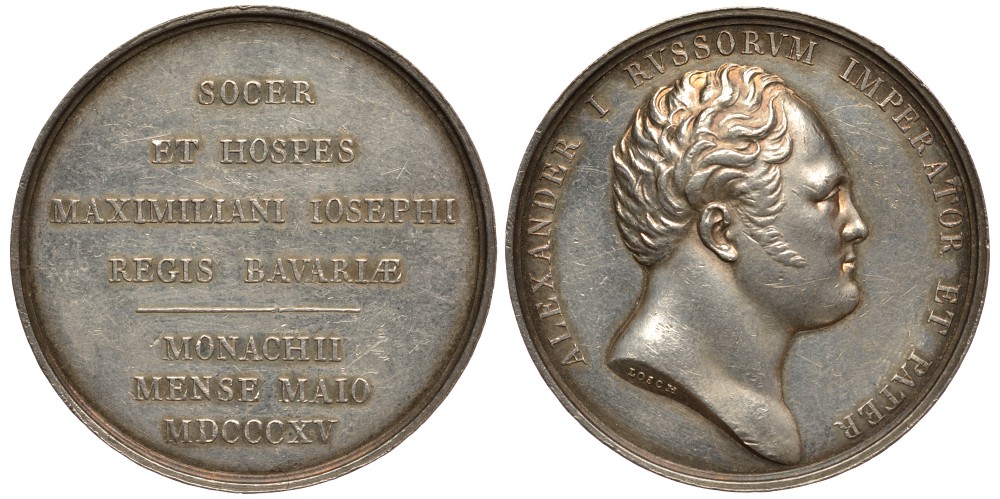 SOCER
ET HOSPES
MAXIMILIANI IOSEPHI
REGIS BAVARIÆ
MONACHII
MENSE MAIO
MDCCCXV
ALEXANDER I RVSSORVM IMPERATOR ET PATER
LOSCH